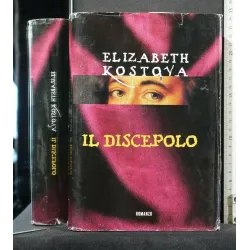 ELIZABETH
KOSTOVA
IL DISCEPOLO
ROMANZO
ELIZABETH KOSTOVA
IL DISCEPOLO